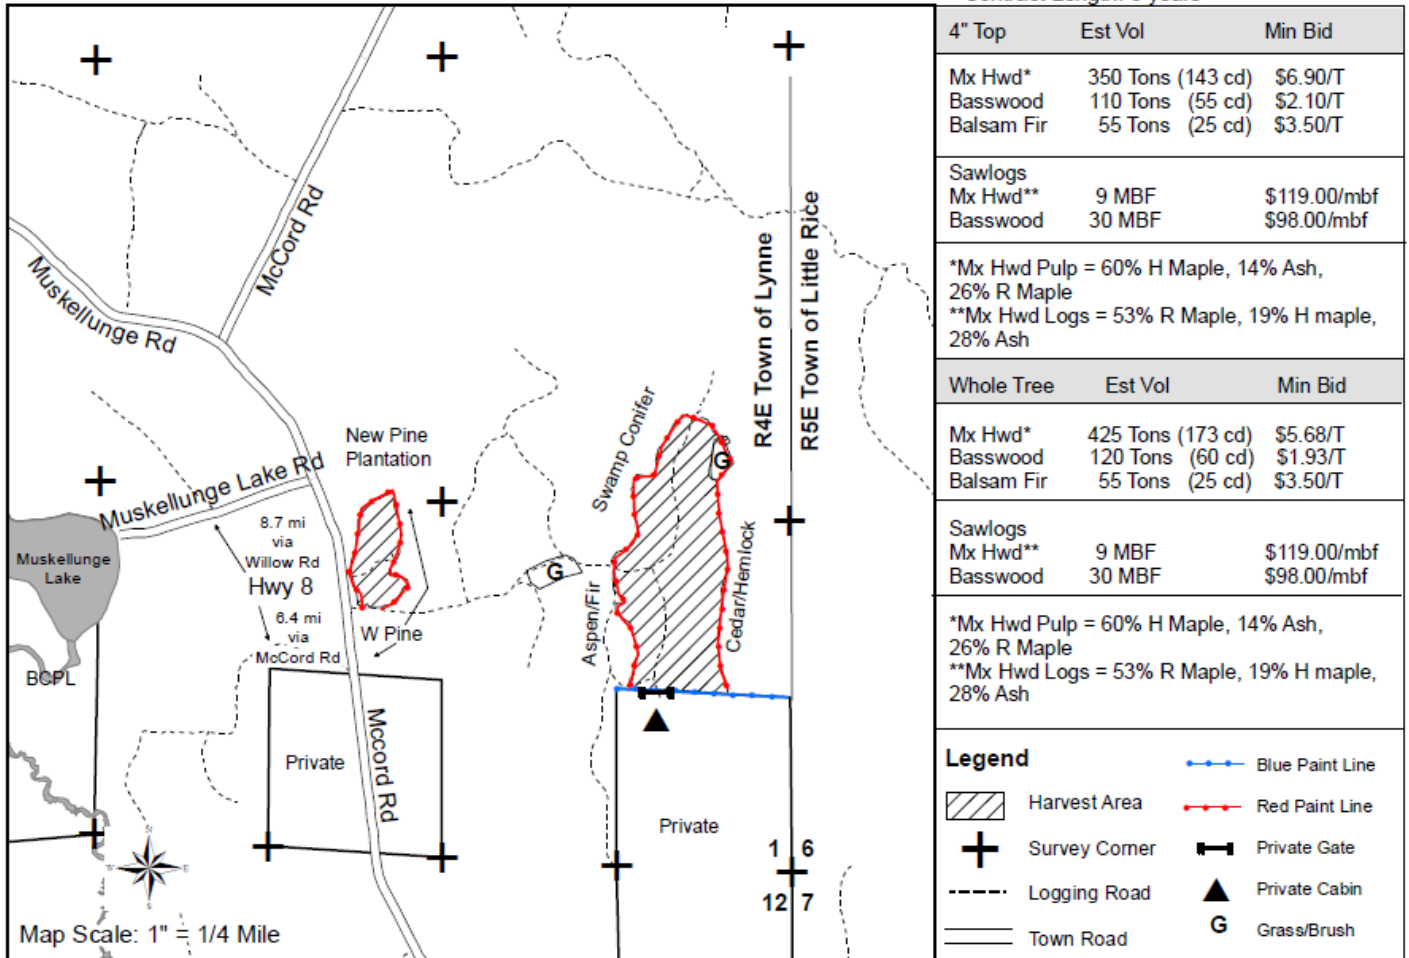 McCord Rd
Muskellunge Rd
R4E Town of Lynne
R5E Town of Little Rice
New Pine
Plantation
Swamp Conifer
G
Muskellunge Lake Rd
8.7 mi
via
Willow Rd
Hwy 8
6.4 mi
via
McCord Rd
Muskellunge
Lake
G
W Pine
Aspen/Fir
Cedar/Hemlock
BCPL
Private
Mccord Rd
Private
1 6
12 7
N
W E
S
Map Scale: 1" = 1/4 Mile
4" Top Est Vol Min Bid
Mx Hwd* 350 Tons (143 cd) $6.90/T
Basswood 110 Tons (55 cd) $2.10/T
Balsam Fir 55 Tons (25 cd) $3.50/T
Sawlogs
Mx Hwd** 9 MBF $119.00/mbf
Basswood 30 MBF $98.00/mbf
*Mx Hwd Pulp = 60% H Maple, 14% Ash,
26% R Maple
**Mx Hwd Logs = 53% R Maple, 19% H maple,
28% Ash
Whole Tree Est Vol Min Bid
Mx Hwd* 425 Tons (173 cd) $5.68/T
Basswood 120 Tons (60 cd) $1.93/T
Balsam Fir 55 Tons (25 cd) $3.50/T
Sawlogs
Mx Hwd** 9 MBF $119.00/mbf
Basswood 30 MBF $98.00/mbf
*Mx Hwd Pulp = 60% H Maple, 14% Ash,
26% R Maple
**Mx Hwd Logs = 53% R Maple, 19% H maple,
28% Ash
Legend
Blue Paint Line
Harvest Area
Red Paint Line
Survey Corner
Private Gate
Logging Road
Private Cabin
G Grass/Brush
Town Road